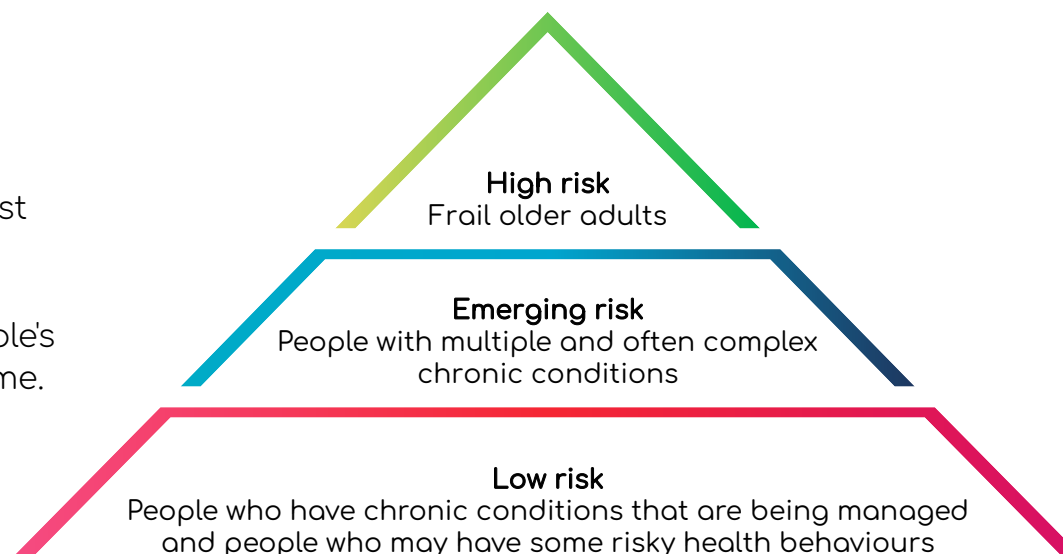 High risk
Frail older adults
Emerging risk
People with multiple and often complex
chronic conditions
Low risk
People who have chronic conditions that are being managed
and people who may have some risky health behaviours
me.